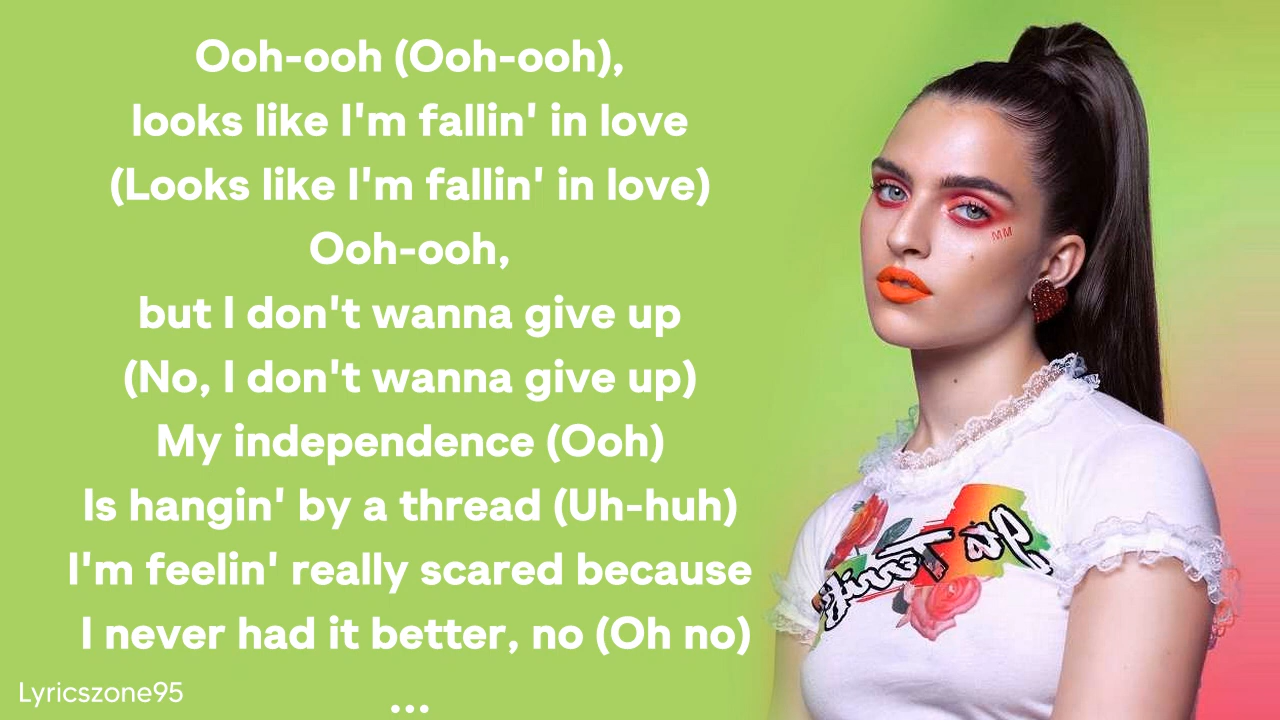 Ooh-ooh (Ooh-ooh),
looks like I'm fallin' in love
(Looks like I'm fallin' in love)
Ooh-ooh,
but I don't wanna give up
(No, I don't wanna give up)
My independence (Ooh)
Is hangin' by a thread (Uh-huh)
I'm feelin' really scared because
I never had it better, no (Oh no)
...
Lyricszone95
MM